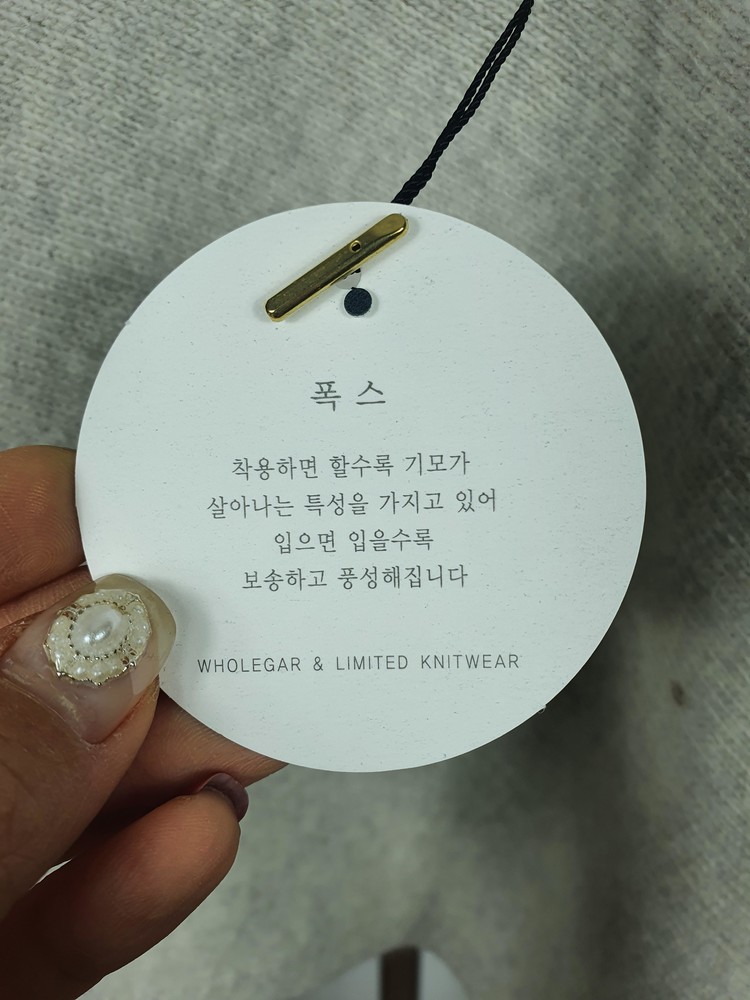 폭스
착용하면 할수록 기모가
살아나는 특성을 가지고 있어
입으면 입을수록
보송하고 풍성해집니다
WHOLEGAR & LIMITED KNITWEAR